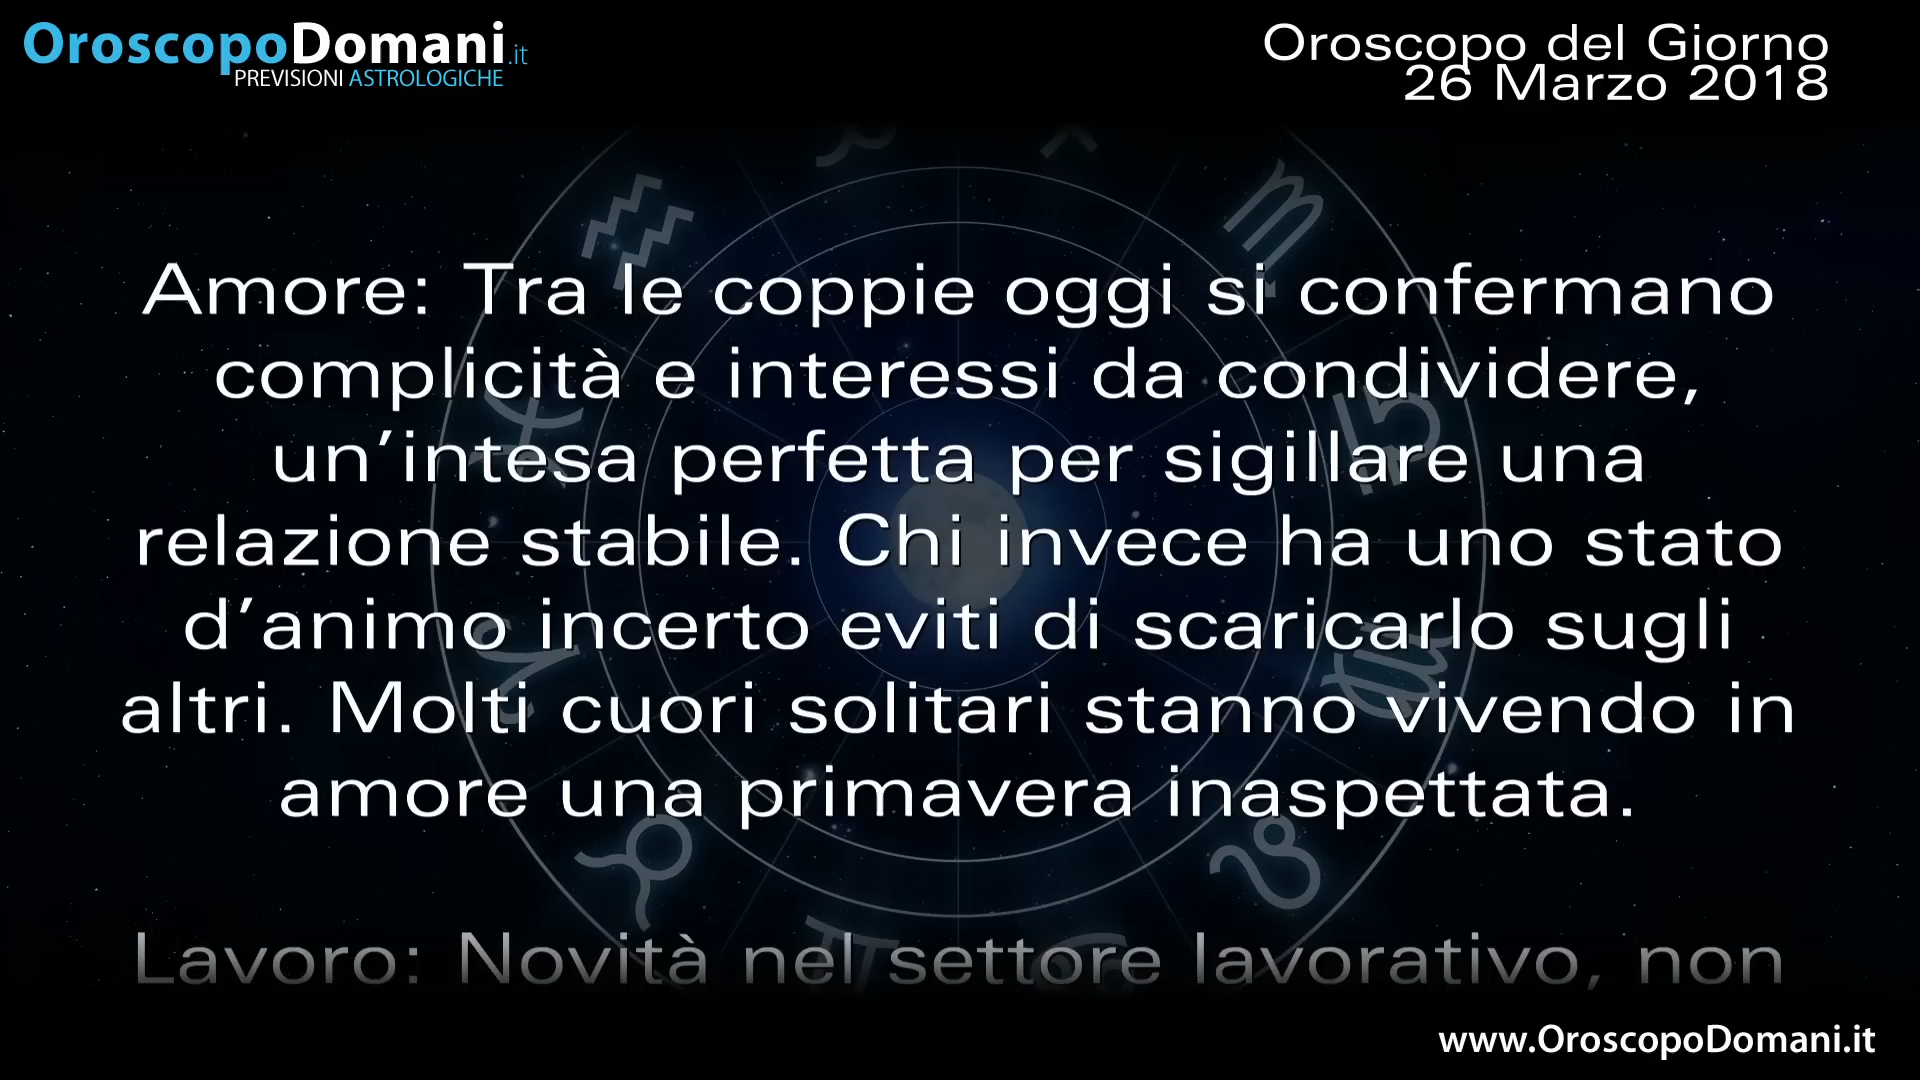 OroscopoDomani.it
PREVISIONI ASTROLOGICHE
Oroscopo del Giorno
26 Marzo 2018
Amore: Tra le coppie oggi si confermano
complicità e interessi da condividere,
un’intesa perfetta per sigillare una
relazione stabile. Chi invece ha uno stato
d’animo incerto eviti di scaricarlo sugli
altri. Molti cuori solitari stanno vivendo in
amore una primavera inaspettata.
Lavoro: Novità nel settore lavorativo, non
www.OroscopoDomani.it